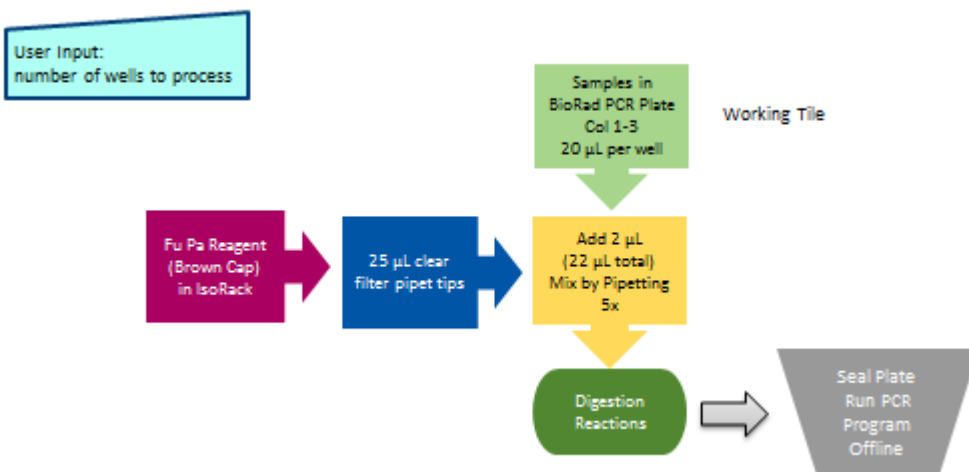 User Input:
number of wells to process
Samples in
BioRad PCR Plate
Col 1-3
20 µL per well
Working Tile
Fu Pa Reagent
(Brown Cap)
in IsoRack
25 µL clear
filter pipet tips
Add 2 µL
(22 µL total)
Mix by Pipetting
5x
Digestion
Reactions
Seal Plate
Run PCR
Program
Offline